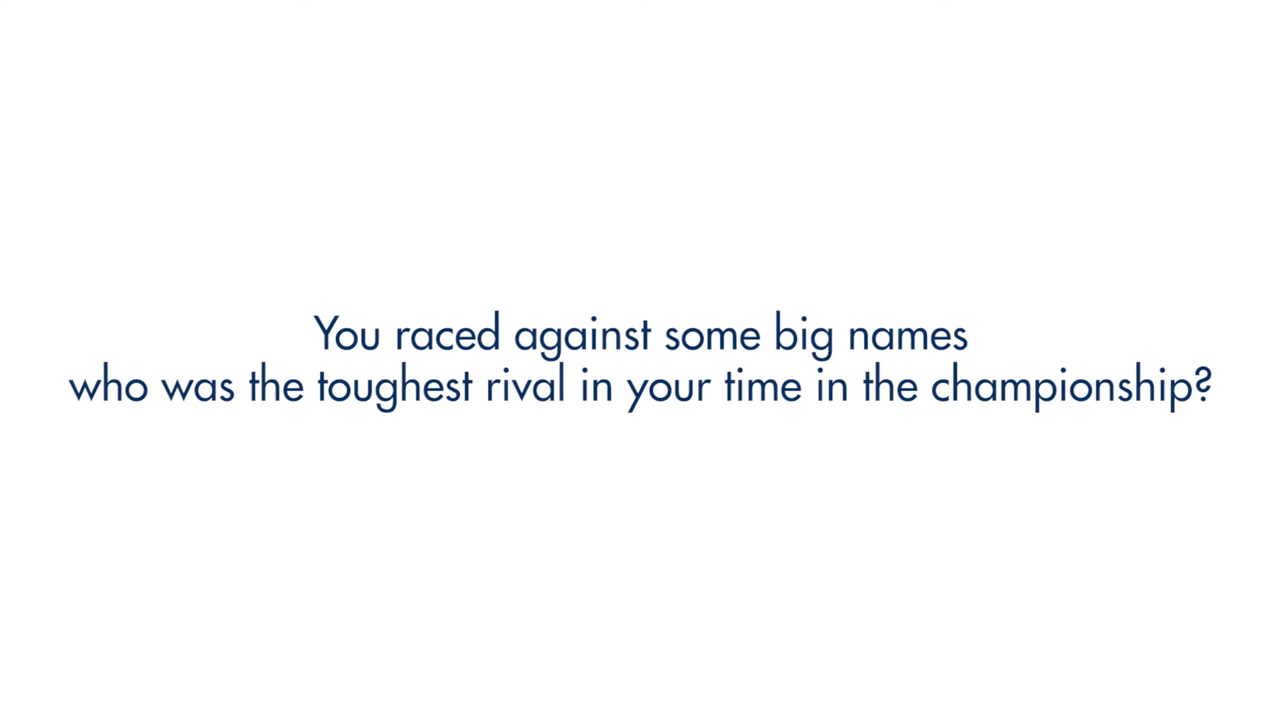 You raced against some big names
who was the toughest rival in your time in the championship?